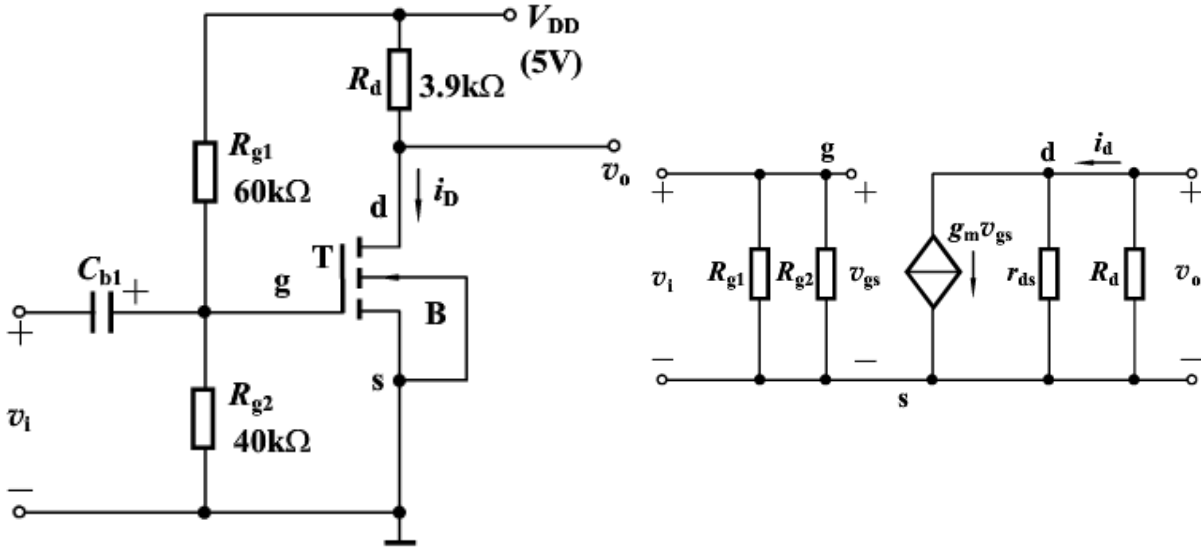 V_DD
(5V)
R_d
3.9kΩ
R_g1
60kΩ
v_o
d
i_D
T
C_b1
+
g
B
+
s
R_g2
40kΩ
v_i
−
g
d
i_d
+
+
+
g_m v_gs
v_i
R_g1
R_g2
v_gs
r_ds
R_d
v_o
−
−
−
s